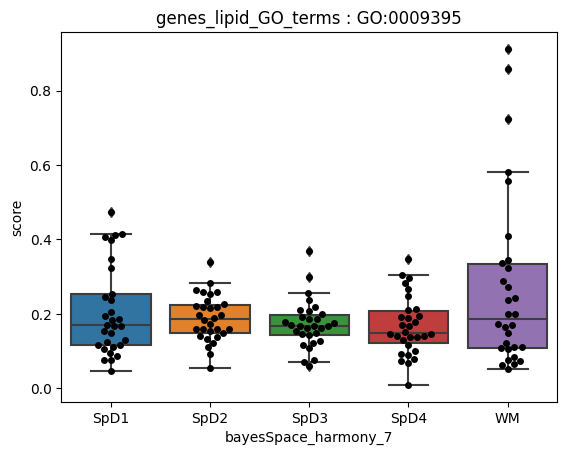 genes_lipid_GO_terms : GO:0009395
score
0.8
0.6
0.4
0.2
0.0
SpD1 SpD2 SpD3 SpD4 WM
bayesSpace_harmony_7